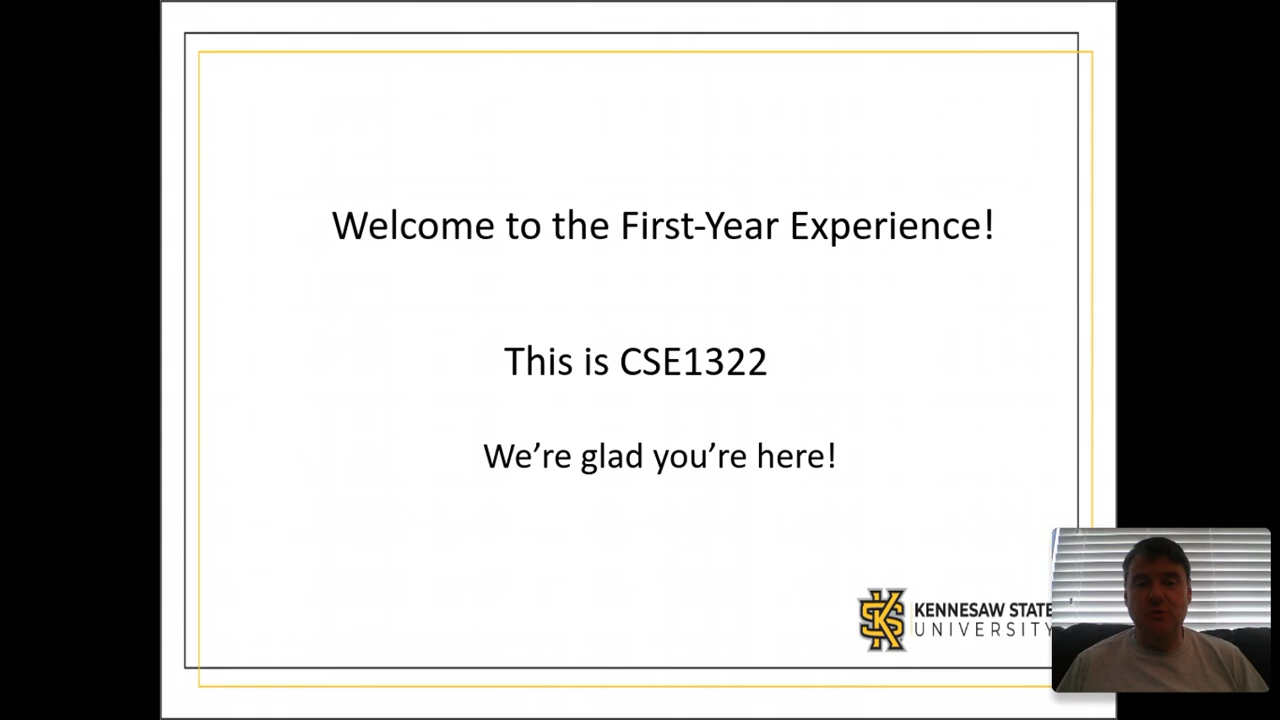 Welcome to the First-Year Experience!
This is CSE1322
We’re glad you’re here!
KENNESAW STATE
UNIVERSITY